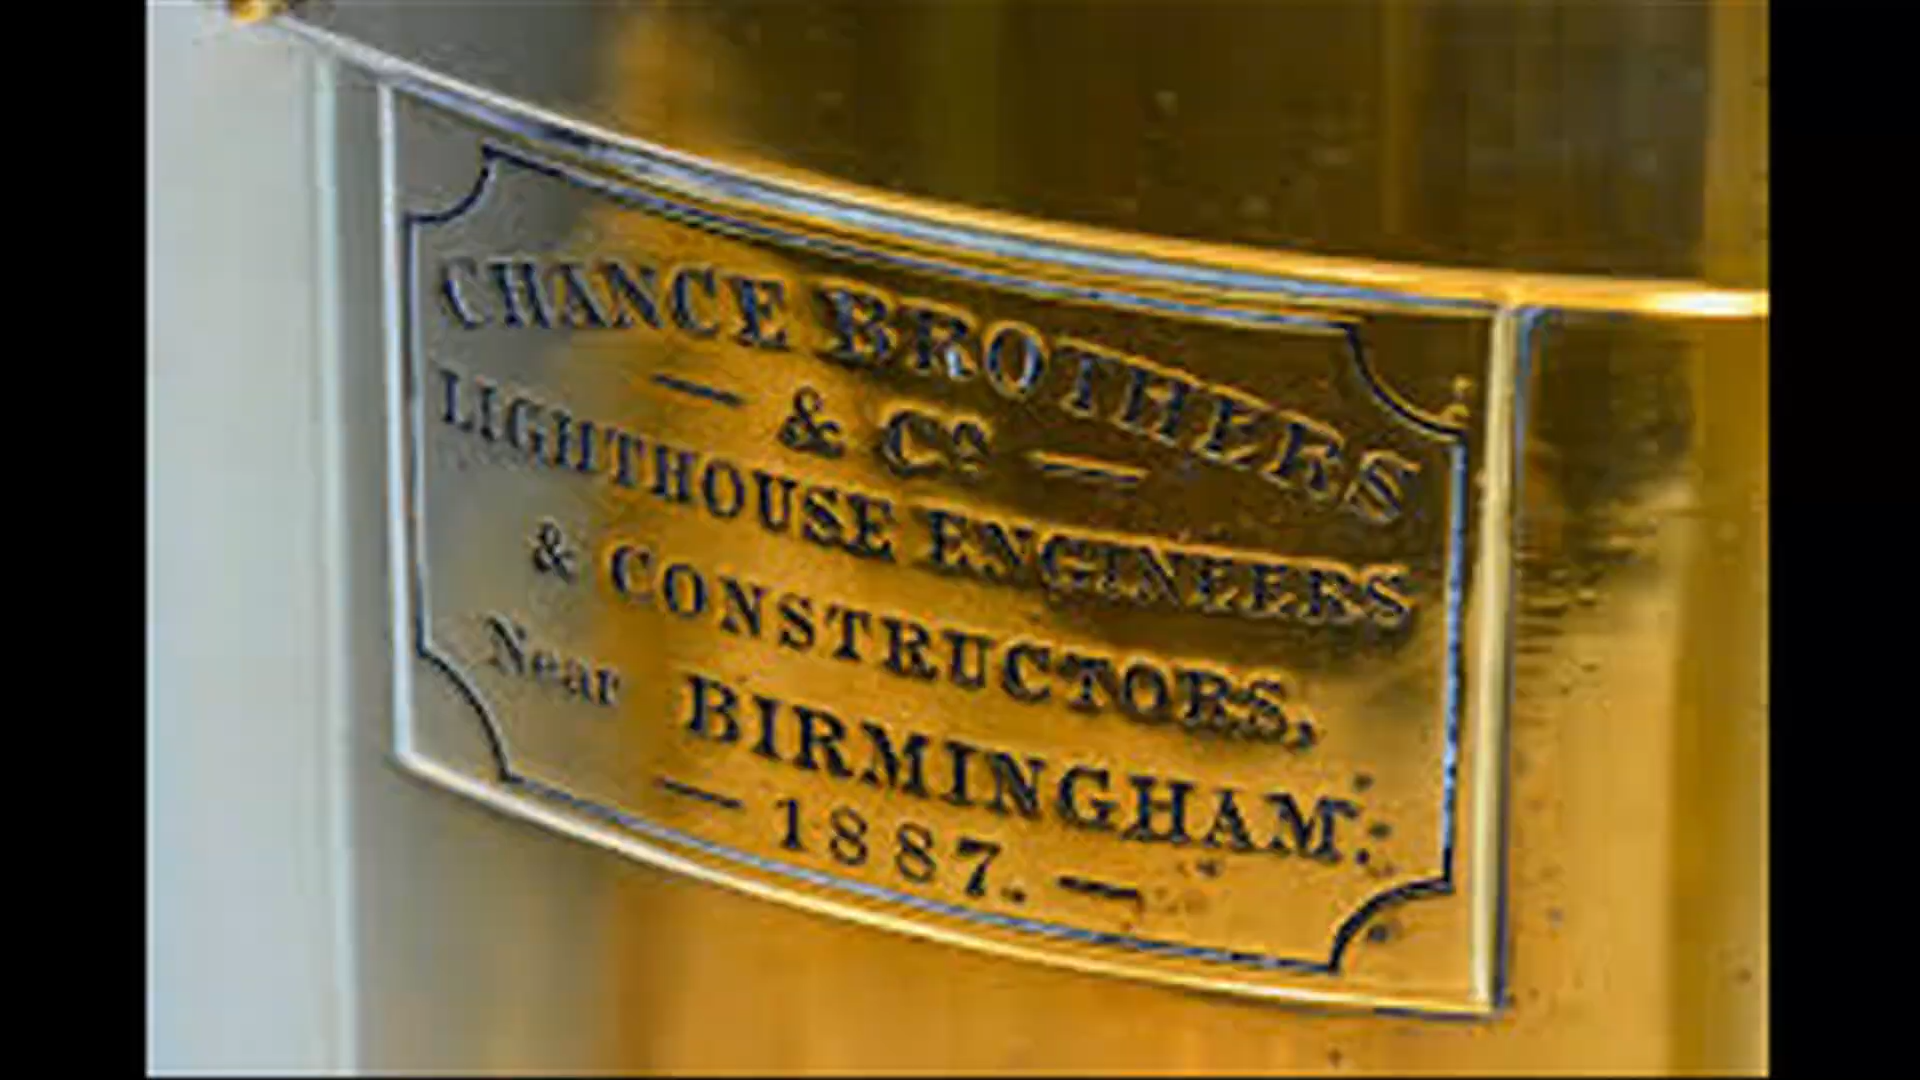 CHANCE BROTHERS
— & Cº —
LIGHTHOUSE ENGINEERS
& CONSTRUCTORS,
Near BIRMINGHAM.
— 1887. —